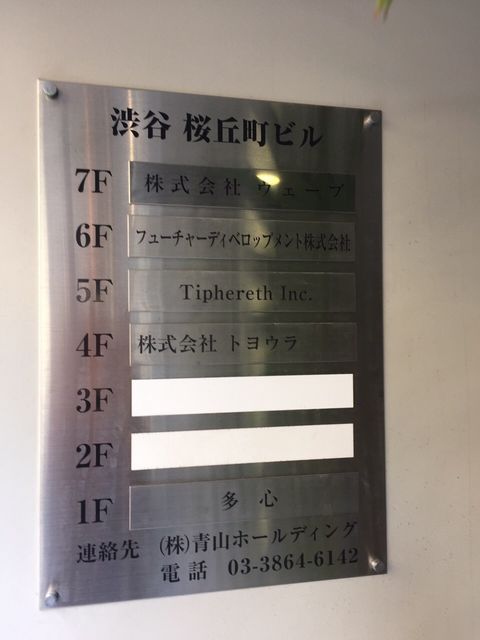 渋谷 桜丘町ビル
7F 株式会社 ウェーブ
6F フューチャーディベロップメント株式会社
5F Tiphereth Inc.
4F 株式会社 トヨウラ
3F
2F
1F 多 心
連絡先 (株)青山ホールディング
電 話 03-3864-6142